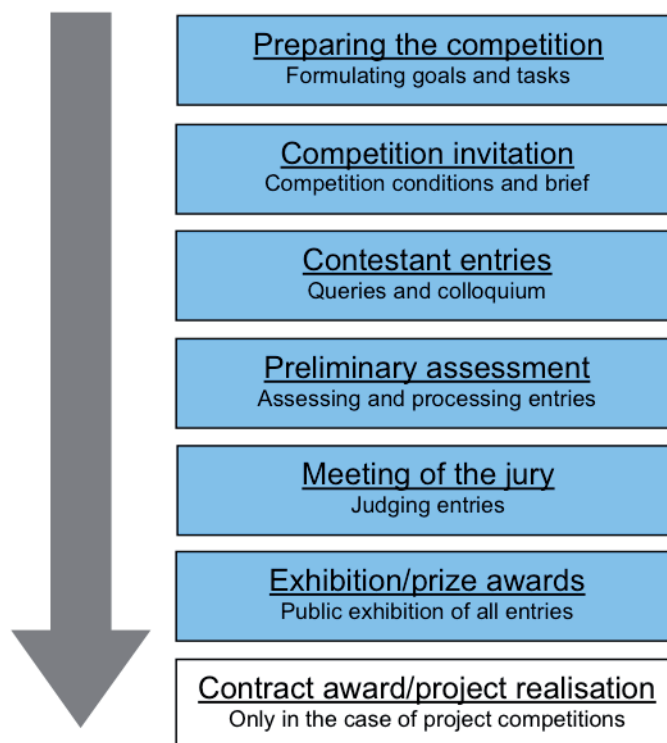 Preparing the competition
Formulating goals and tasks
Competition invitation
Competition conditions and brief
Contestant entries
Queries and colloquium
Preliminary assessment
Assessing and processing entries
Meeting of the jury
Judging entries
Exhibition/prize awards
Public exhibition of all entries
Contract award/project realisation
Only in the case of project competitions